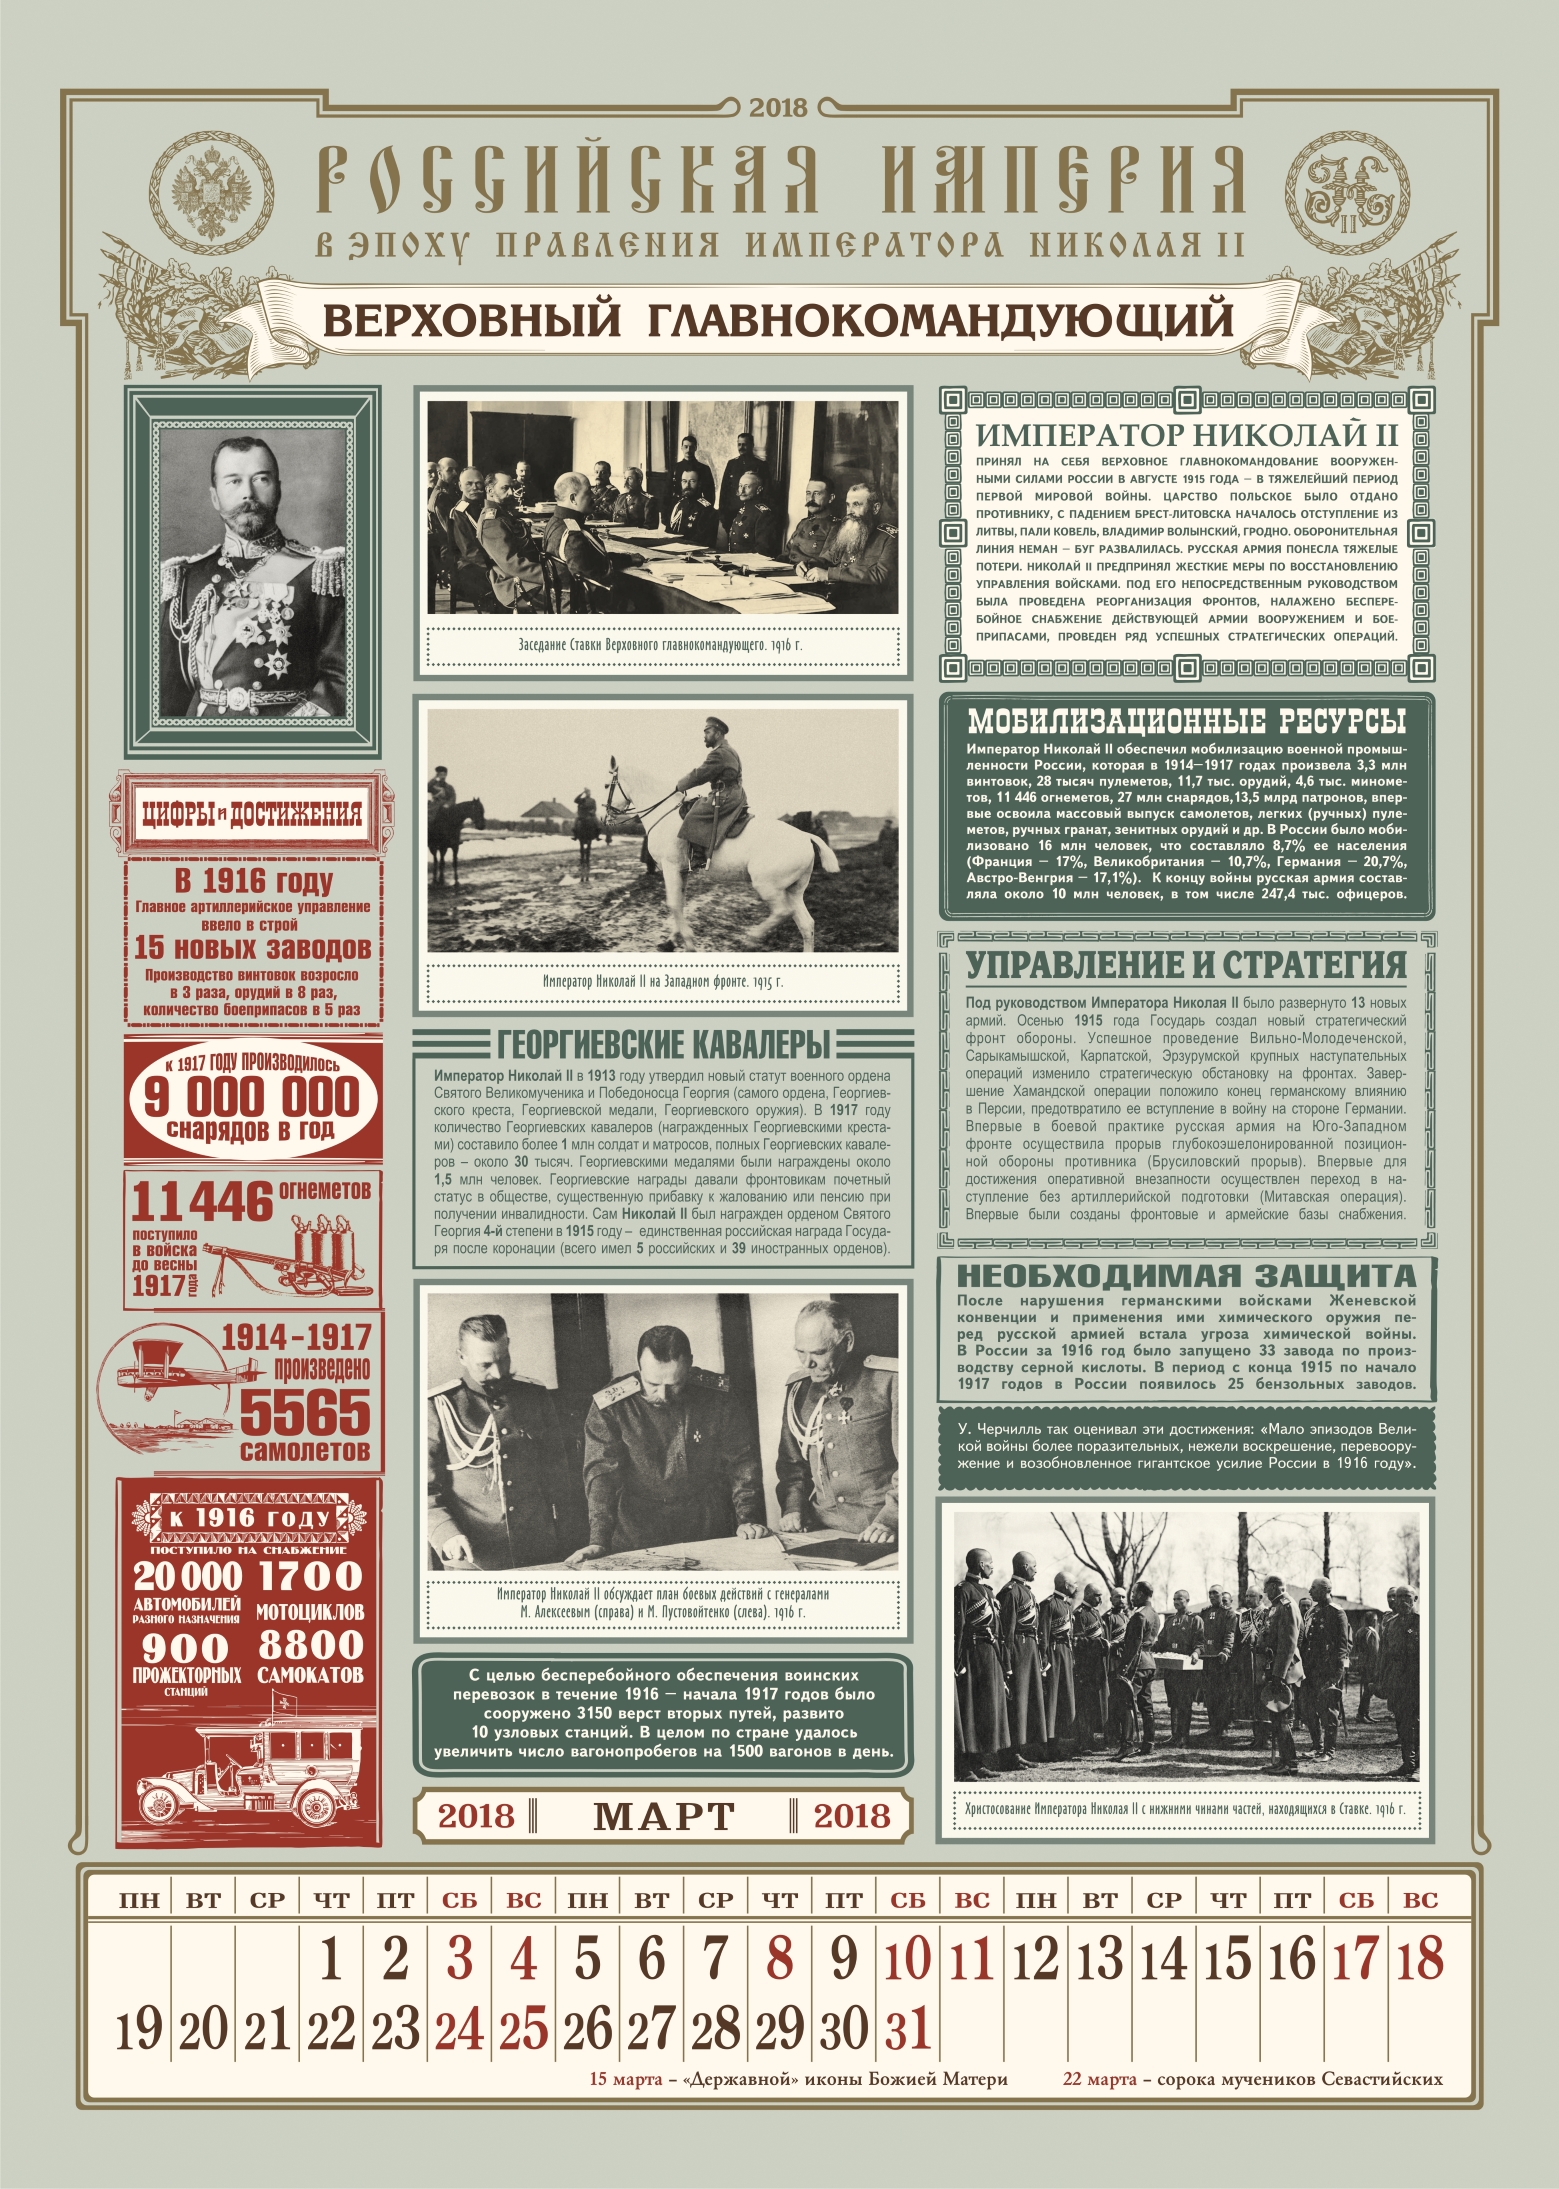 2018
РОССИЙСКАЯ ИМПЕРИЯ
В ЭПОХУ ПРАВЛЕНИЯ ИМПЕРАТОРА НИКОЛАЯ II
ВЕРХОВНЫЙ ГЛАВНОКОМАНДУЮЩИЙ
ЦИФРЫ И ДОСТИЖЕНИЯ
В 1916 году
Главное артиллерийское управление
ввело в строй
15 новых заводов
Производство винтовок возросло
в 3 раза, орудий в 8 раз,
количество боеприпасов в 5 раз
К 1917 ГОДУ ПРОИЗВОДИЛОСЬ
9 000 000
снарядов в год
11 446 огнеметов
поступило
в войска
до весны
1917 года
1914-1917
произведено
5565
самолетов
К 1916 ГОДУ
ПОСТУПИЛО НА СНАБЖЕНИЕ
20 000 1700
АВТОМОБИЛЕЙ
РАЗНОГО НАЗНАЧЕНИЯ
МОТОЦИКЛОВ
900 8800
ПРОЖЕКТОРНЫХ САМОКАТОВ
СТАНЦИЙ
Заседание Ставки Верховного главнокомандующего. 1916 г.
Император Николай II на Западном фронте. 1915 г.
ГЕОРГИЕВСКИЕ КАВАЛЕРЫ
Император Николай II в 1913 году утвердил новый статут военного ордена
Святого Великомученика и Победоносца Георгия (самого ордена, Георгиев-
ского креста, Георгиевской медали, Георгиевского оружия). В 1917 году
количество Георгиевских кавалеров (награжденных Георгиевскими креста-
ми) составило более 1 млн солдат и матросов, полных Георгиевских кавале-
ров – около 30 тысяч. Георгиевскими медалями были награждены около
1,5 млн человек. Георгиевские награды давали фронтовикам почетный
статус в обществе, существенную прибавку к жалованию или пенсию при
получении инвалидности. Сам Николай II был награжден орденом Святого
Георгия 4-й степени в 1915 году – единственная российская награда Госуда-
ря после коронации (всего имел 5 российских и 39 иностранных орденов).
Император Николай II обсуждает план боевых действий с генералами
М. Алексеевым (справа) и М. Пустовойтенко (слева). 1916 г.
С целью бесперебойного обеспечения воинских
перевозок в течение 1916 — начала 1917 годов было
сооружено 3150 верст вторых путей, развито
10 узловых станций. В целом по стране удалось
увеличить число вагонопробегов на 1500 вагонов в день.
ИМПЕРАТОР НИКОЛАЙ II
ПРИНЯЛ НА СЕБЯ ВЕРХОВНОЕ ГЛАВНОКОМАНДОВАНИЕ ВООРУЖЕН-
НЫМИ СИЛАМИ РОССИИ В АВГУСТЕ 1915 ГОДА – В ТЯЖЕЛЕЙШИЙ ПЕРИОД
ПЕРВОЙ МИРОВОЙ ВОЙНЫ. ЦАРСТВО ПОЛЬСКОЕ БЫЛО ОТДАНО
ПРОТИВНИКУ, С ПАДЕНИЕМ БРЕСТ-ЛИТОВСКА НАЧАЛОСЬ ОТСТУПЛЕНИЕ ИЗ
ЛИТВЫ, ПАЛИ КОВЕЛЬ, ВЛАДИМИР ВОЛЫНСКИЙ, ГРОДНО. ОБОРОНИТЕЛЬНАЯ
ЛИНИЯ НЕМАН – БУГ РАЗВАЛИЛАСЬ. РУССКАЯ АРМИЯ ПОНЕСЛА ТЯЖЕЛЫЕ
ПОТЕРИ. НИКОЛАЙ II ПРЕДПРИНЯЛ ЖЕСТКИЕ МЕРЫ ПО ВОССТАНОВЛЕНИЮ
УПРАВЛЕНИЯ ВОЙСКАМИ. ПОД ЕГО НЕПОСРЕДСТВЕННЫМ РУКОВОДСТВОМ
БЫЛА ПРОВЕДЕНА РЕОРГАНИЗАЦИЯ ФРОНТОВ, НАЛАЖЕНО БЕСПЕРЕ-
БОЙНОЕ СНАБЖЕНИЕ ДЕЙСТВУЮЩЕЙ АРМИИ ВООРУЖЕНИЕМ И БОЕ-
ПРИПАСАМИ, ПРОВЕДЕН РЯД УСПЕШНЫХ СТРАТЕГИЧЕСКИХ ОПЕРАЦИЙ.
МОБИЛИЗАЦИОННЫЕ РЕСУРСЫ
Император Николай II обеспечил мобилизацию военной промыш-
ленности России, которая в 1914—1917 годах произвела 3,3 млн
винтовок, 28 тысяч пулеметов, 11,7 тыс. орудий, 4,6 тыс. миноме-
тов, 11 446 огнеметов, 27 млн снарядов,13,5 млрд патронов, впер-
вые освоила массовый выпуск самолетов, легких (ручных) пуле-
метов, ручных гранат, зенитных орудий и др. В России было моби-
лизовано 16 млн человек, что составляло 8,7% ее населения
(Франция — 17%, Великобритания — 10,7%, Германия — 20,7%,
Австро-Венгрия — 17,1%). К концу войны русская армия состав-
ляла около 10 млн человек, в том числе 247,4 тыс. офицеров.
УПРАВЛЕНИЕ И СТРАТЕГИЯ
Под руководством Императора Николая II было развернуто 13 новых
армий. Осенью 1915 года Государь создал новый стратегический
фронт обороны. Успешное проведение Вильно-Молодеченской,
Сарыкамышской, Карпатской, Эрзурумской крупных наступательных
операций изменило стратегическую обстановку на фронтах. Завер-
шение Хамандской операции положило конец германскому влиянию
в Персии, предотвратило ее вступление в войну на стороне Германии.
Впервые в боевой практике русская армия на Юго-Западном
фронте осуществила прорыв глубокоэшелонированной позицион-
ной обороны противника (Брусиловский прорыв). Впервые для
достижения оперативной внезапности осуществлен переход в на-
ступление без артиллерийской подготовки (Митавская операция).
Впервые были созданы фронтовые и армейские базы снабжения.
НЕОБХОДИМАЯ ЗАЩИТА
После нарушения германскими войсками Женевской
конвенции и применения ими химического оружия пе-
ред русской армией встала угроза химической войны.
В России за 1916 год было запущено 33 завода по произ-
водству серной кислоты. В период с конца 1915 по начало
1917 годов в России появилось 25 бензольных заводов.
У. Черчилль так оценивал эти достижения: «Мало эпизодов Вели-
кой войны более поразительных, нежели воскрешение, перевоору-
жение и возобновленное гигантское усилие России в 1916 году».
Христосование Императора Николая II с нижними чинами частей, находящихся в Ставке. 1916 г.
2018 МАРТ 2018
ПН ВТ СР ЧТ ПТ СБ ВС ПН ВТ СР ЧТ ПТ СБ ВС ПН ВТ СР ЧТ ПТ СБ ВС
1 2 3 4 5 6 7 8 9 10 11 12 13 14 15 16 17 18
19 20 21 22 23 24 25 26 27 28 29 30 31
15 марта – «Державной» иконы Божией Матери 22 марта – сорока мучеников Севастийских